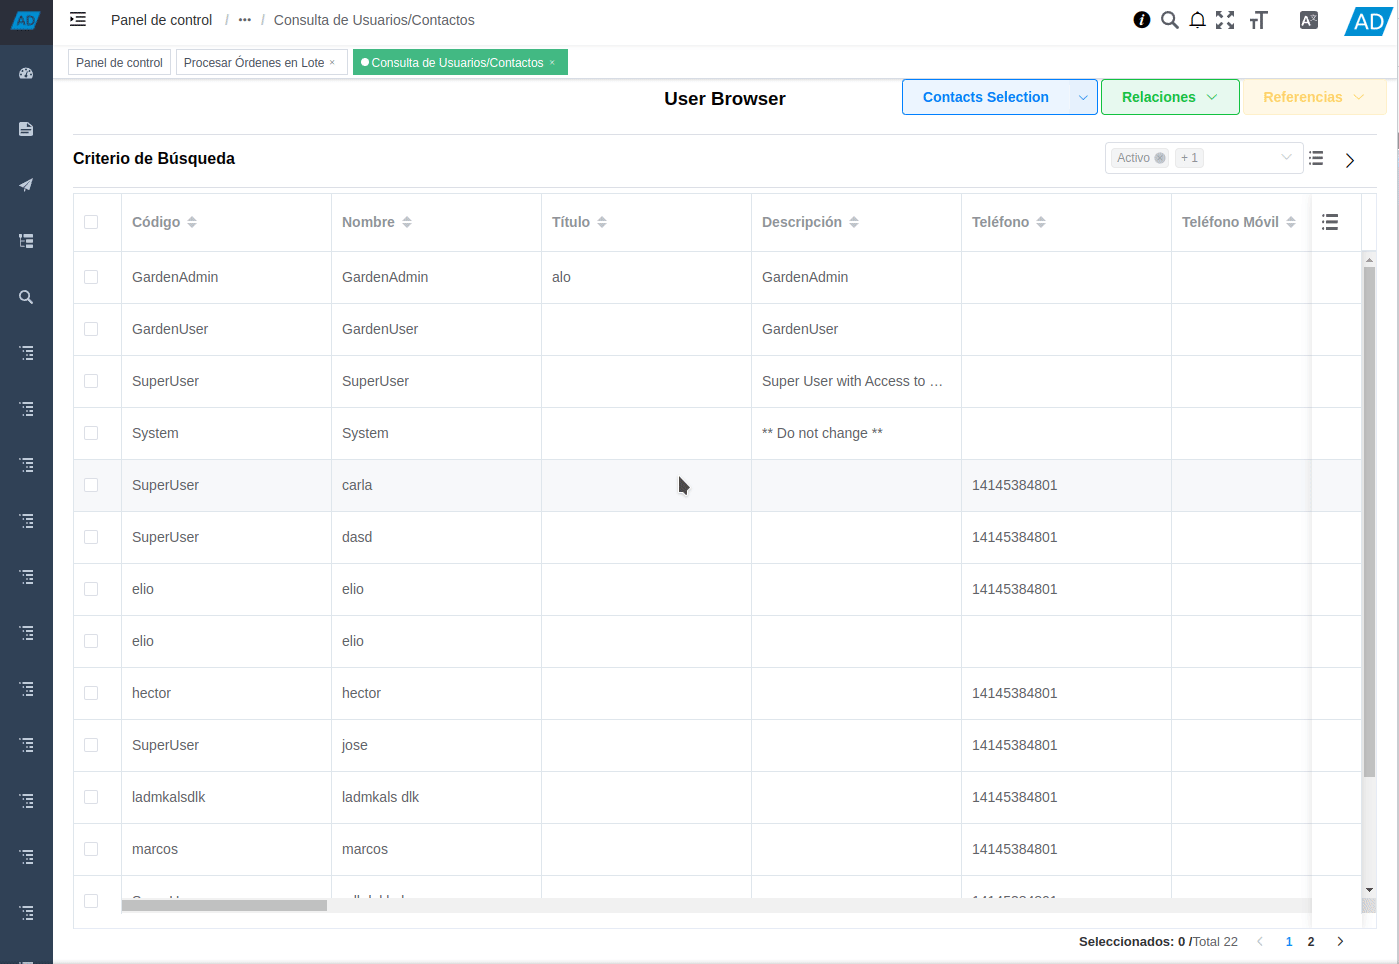 AD
Panel de control / ••• / Consulta de Usuarios/Contactos
AD
Panel de control
Procesar Órdenes en Lote ×
Consulta de Usuarios/Contactos ×
User Browser
Contacts Selection
Relaciones
Referencias
Criterio de Búsqueda
Activo
+ 1
Código Nombre Título Descripción Teléfono Teléfono Móvil
GardenAdmin GardenAdmin alo GardenAdmin
GardenUser GardenUser GardenUser
SuperUser SuperUser Super User with Access to …
System System ** Do not change **
SuperUser carla 14145384801
SuperUser dasd 14145384801
elio elio 14145384801
elio elio
hector hector 14145384801
SuperUser jose 14145384801
ladmkalsdlk ladmkals dlk 14145384801
marcos marcos 14145384801
Seleccionados: 0 /Total 22 1 2